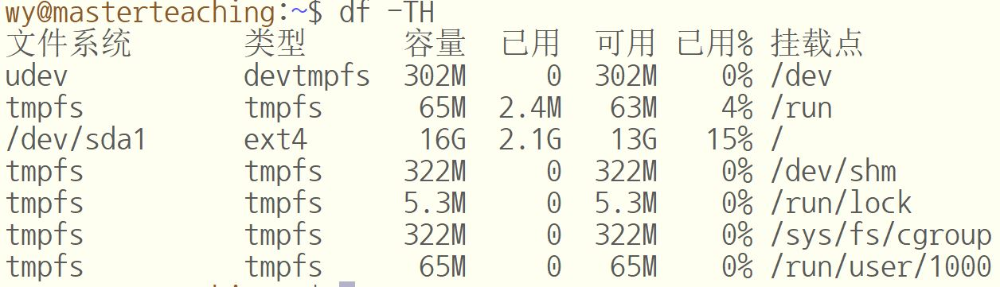 wy@masterteaching:~$ df -TH
文件系统 类型 容量 已用 可用 已用% 挂载点
udev devtmpfs 302M 0 302M 0% /dev
tmpfs tmpfs 65M 2.4M 63M 4% /run
/dev/sda1 ext4 16G 2.1G 13G 15% /
tmpfs tmpfs 322M 0 322M 0% /dev/shm
tmpfs tmpfs 5.3M 0 5.3M 0% /run/lock
tmpfs tmpfs 322M 0 322M 0% /sys/fs/cgroup
tmpfs tmpfs 65M 0 65M 0% /run/user/1000